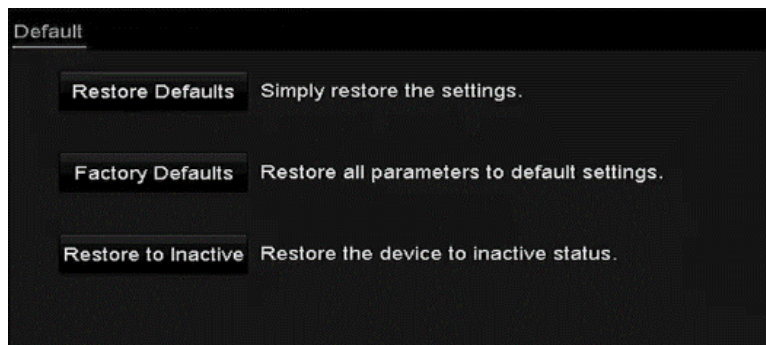 Default
Restore Defaults Simply restore the settings.
Factory Defaults Restore all parameters to default settings.
Restore to Inactive Restore the device to inactive status.